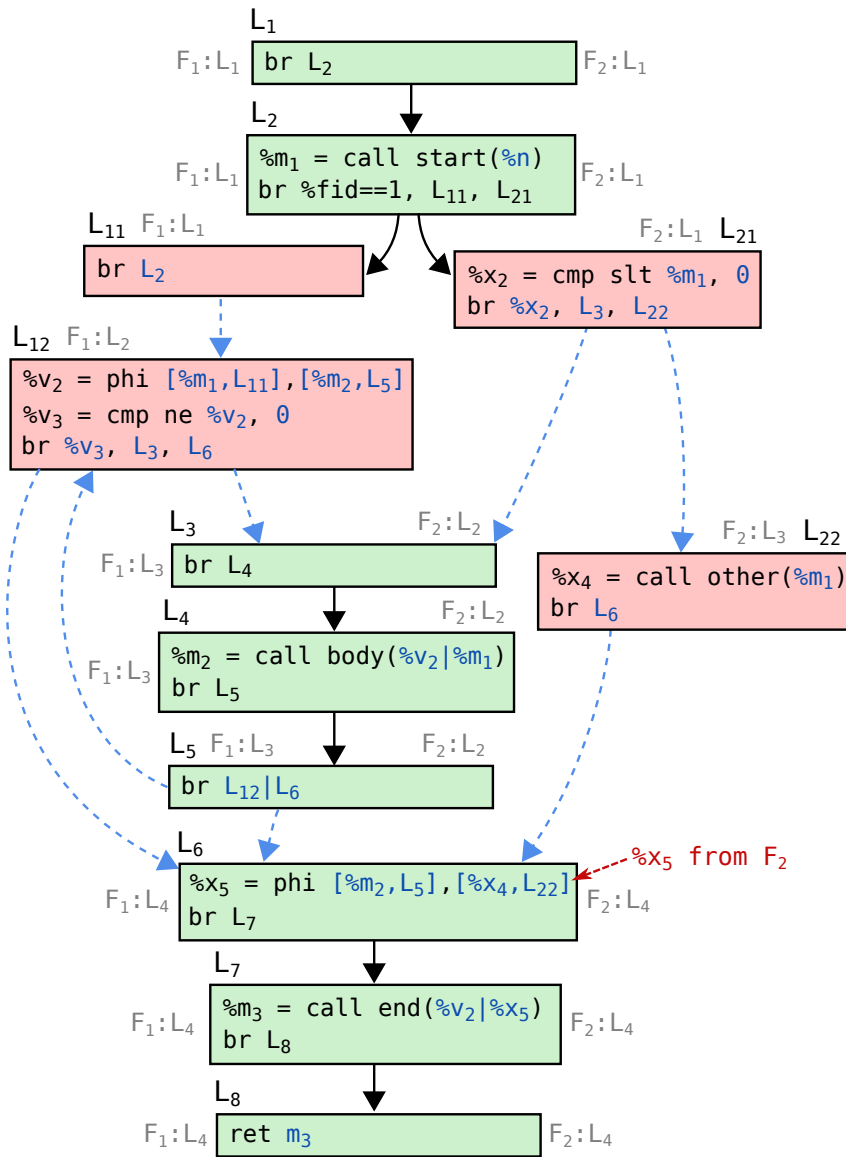 L₁
F₁:L₁
br L₂
F₂:L₁
L₂
F₁:L₁
%m₁ = call start(%n)
br %fid==1, L₁₁, L₂₁
F₂:L₁
L₁₁ F₁:L₁
br L₂
F₂:L₁ L₂₁
%x₂ = cmp slt %m₁, 0
br %x₂, L₃, L₂₂
L₁₂ F₁:L₂
%v₂ = phi [%m₁,L₁₁],[%m₂,L₅]
%v₃ = cmp ne %v₂, 0
br %v₃, L₃, L₆
L₃
F₂:L₂
F₁:L₃
br L₄
F₂:L₃ L₂₂
%x₄ = call other(%m₁)
br L₆
L₄
F₂:L₂
F₁:L₃
%m₂ = call body(%v₂|%m₁)
br L₅
L₅ F₁:L₃
F₂:L₂
br L₁₂|L₆
L₆
%x₅ from F₂
F₁:L₄
%x₅ = phi [%m₂,L₅],[%x₄,L₂₂]
br L₇
F₂:L₄
L₇
F₁:L₄
%m₃ = call end(%v₂|%x₅)
br L₈
F₂:L₄
L₈
F₁:L₄
ret m₃
F₂:L₄